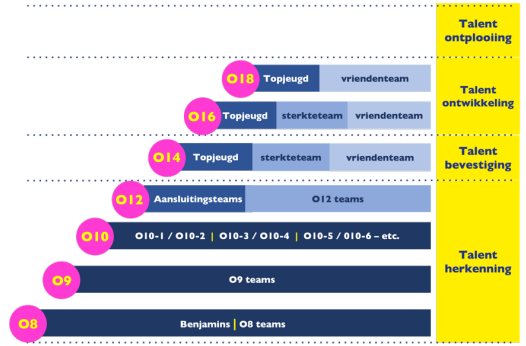 Talent
ontplooiing
O18 Topjeugd vriendenteam
O16 Topjeugd sterkteteam vriendenteam
Talent
ontwikkeling
O14 Topjeugd sterkteteam vriendenteam
Talent
bevestiging
O12 Aansluitingsteams O12 teams
O10 O10-1 / O10-2 | O10-3 / O10-4 | O10-5 / 010-6 – etc.
O9 O9 teams
O8 Benjamins | O8 teams
Talent
herkenning